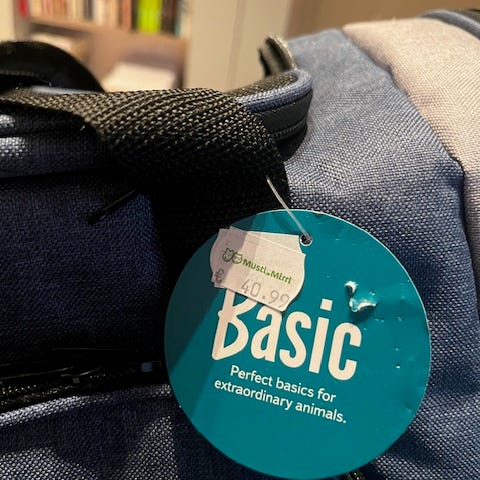 Musti ja Mirri
€ 40.99
Basic
Perfect basics for
extraordinary animals.